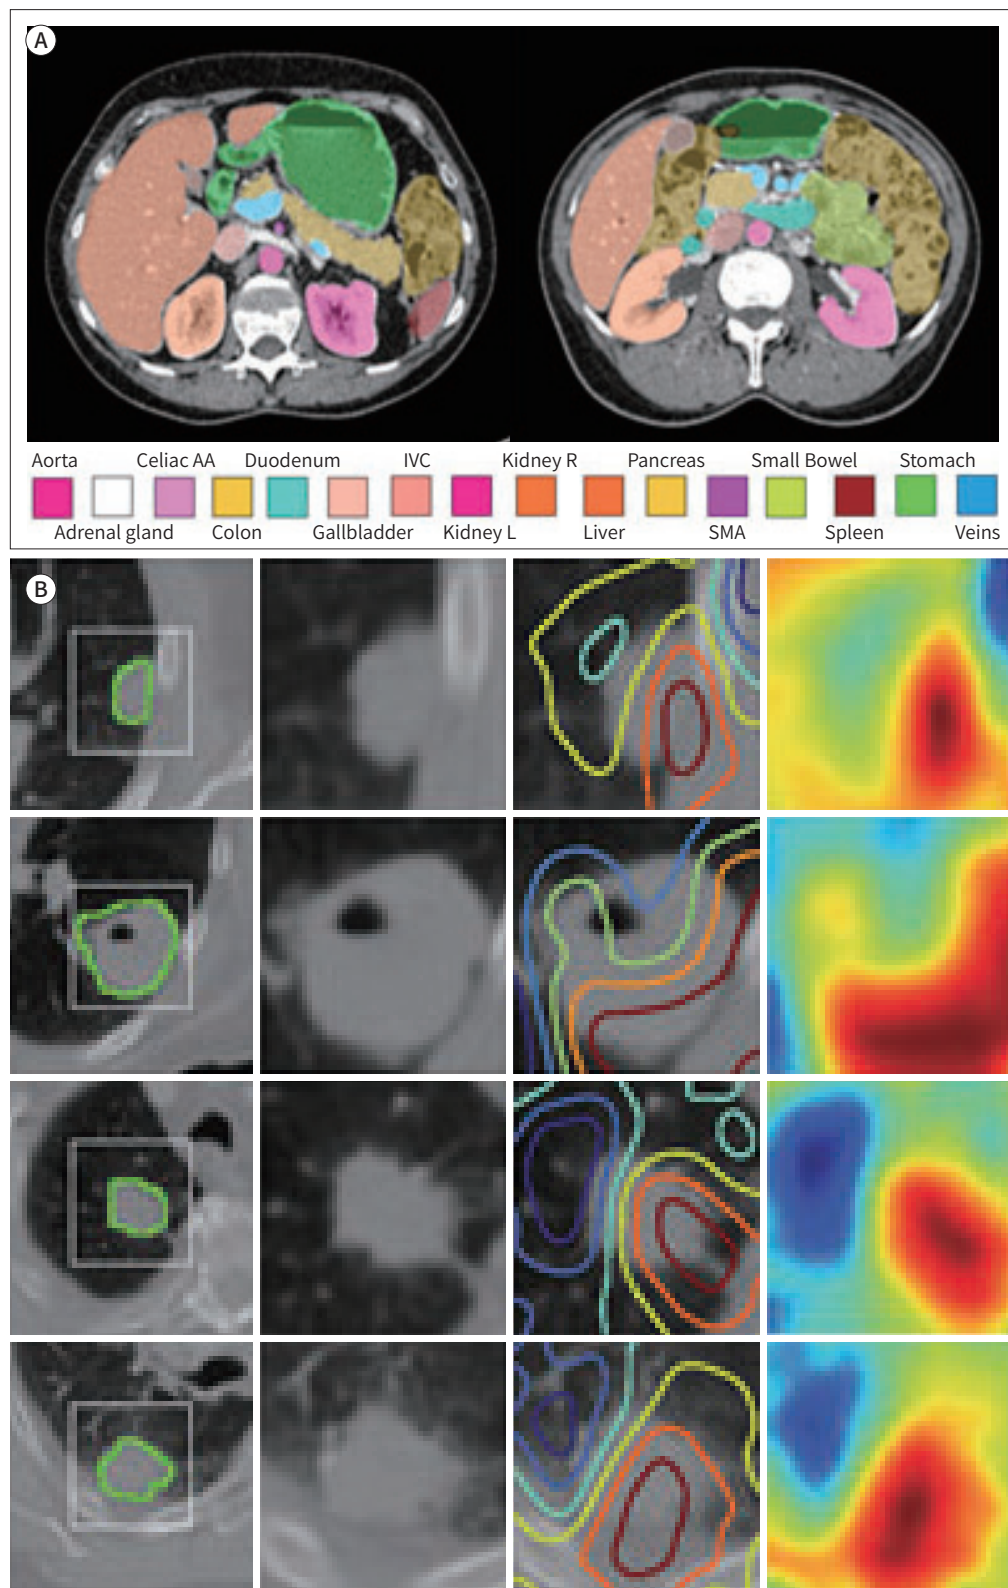 A
Aorta Celiac AA Duodenum IVC Kidney R Pancreas Small Bowel Stomach
Adrenal gland Colon Gallbladder Kidney L Liver SMA Spleen Veins
B